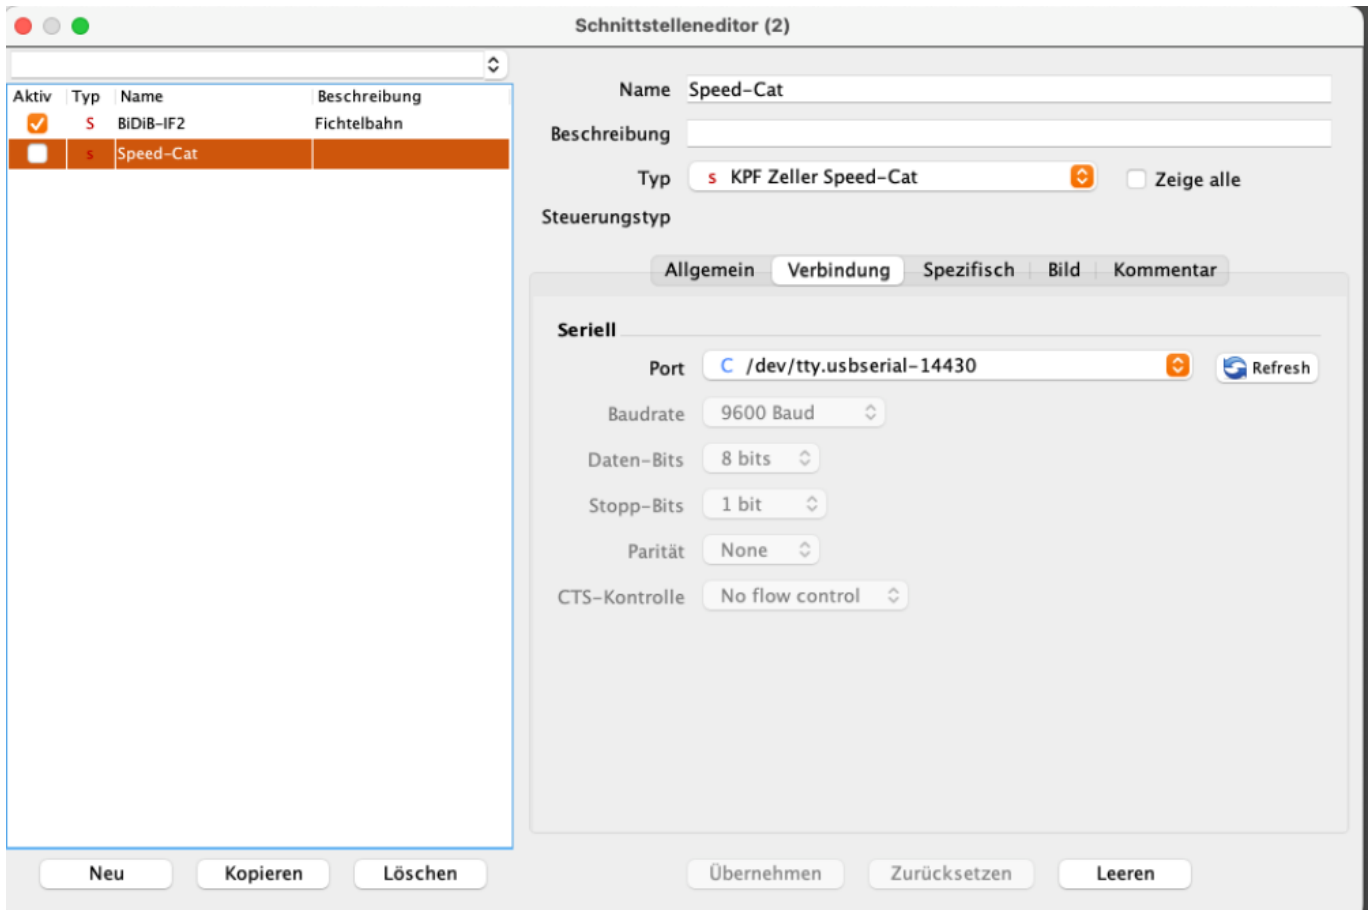 Schnittstelleneditor (2)
Aktiv Typ Name Beschreibung
S BiDiB-IF2 Fichtelbahn
s Speed-Cat
Name Speed-Cat
Beschreibung
Typ s KPF Zeller Speed-Cat Zeige alle
Steuerungstyp
Allgemein Verbindung Spezifisch Bild Kommentar
Seriell
Port C /dev/tty.usbserial-14430 Refresh
Baudrate 9600 Baud
Daten-Bits 8 bits
Stopp-Bits 1 bit
Parität None
CTS-Kontrolle No flow control
Neu Kopieren Löschen Übernehmen Zurücksetzen Leeren